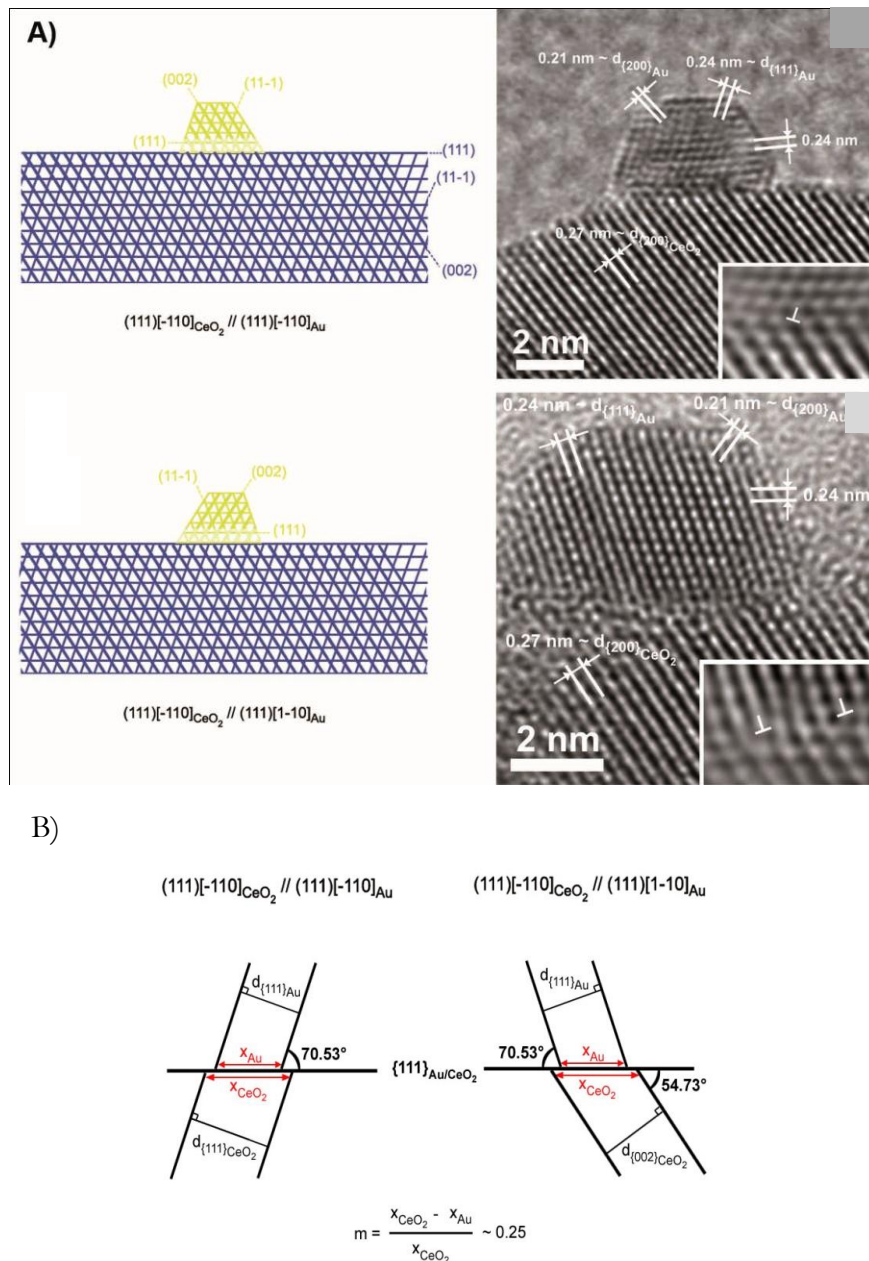 A)
(002)
(11-1)
(111)
(111)
(11-1)
(002)
(111)[-110]CeO2 // (111)[-110]Au
0.21 nm ~ d{200}Au
0.24 nm ~ d{111}Au
0.24 nm
0.27 nm ~ d{200}CeO2
⊥
2 nm
(11-1)
(002)
(111)
(111)[-110]CeO2 // (111)[1-10]Au
0.24 nm ~ d{111}Au
0.21 nm ~ d{200}Au
0.24 nm
0.27 nm ~ d{200}CeO2
⊥ ⊥
2 nm
B)
(111)[-110]CeO2 // (111)[-110]Au
(111)[-110]CeO2 // (111)[1-10]Au
d{111}Au
xAu
70.53°
xCeO2
d{111}CeO2
{111}Au/CeO2
d{111}Au
70.53°
xAu
xCeO2
54.73°
d{002}CeO2
m = (xCeO2 - xAu) / xCeO2 ~ 0.25